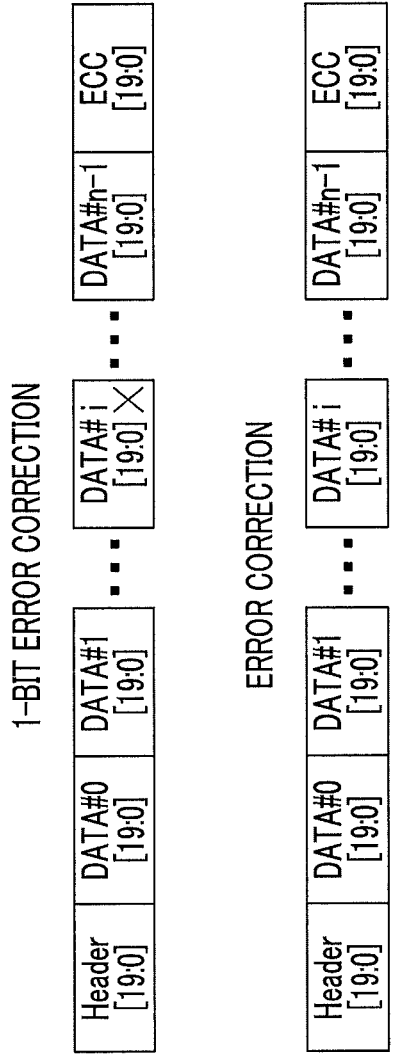 1-BIT ERROR CORRECTION
Header
[19:0]
DATA#0
[19:0]
DATA#1
[19:0]
DATA# i
[19:0]
DATA#n-1
[19:0]
ECC
[19:0]
ERROR CORRECTION
Header
[19:0]
DATA#0
[19:0]
DATA#1
[19:0]
DATA# i
[19:0]
DATA#n-1
[19:0]
ECC
[19:0]